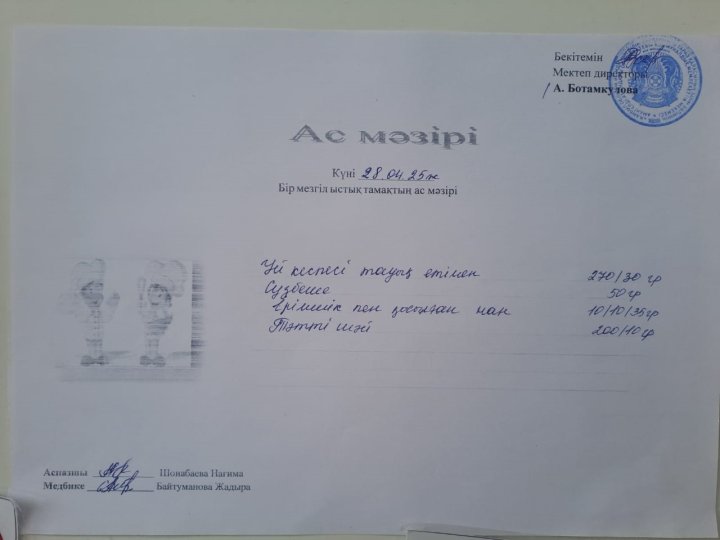 Бекітемін
Мектеп директоры
А. Ботамкулова
Ас мәзірі
Күні 28.04.25ж
Бір мезгіл ыстық тамақтың ас мәзірі
Үй кеспесі тауық етімен 270/30 гр
Сүзбеше 50 гр
Ірімшік пен қосылған нан 10/10/35 гр
Тәтті шәй 200/10 гр
Аспазшы Шонабаева Нагима
Медбике Байтуманова Жадыра